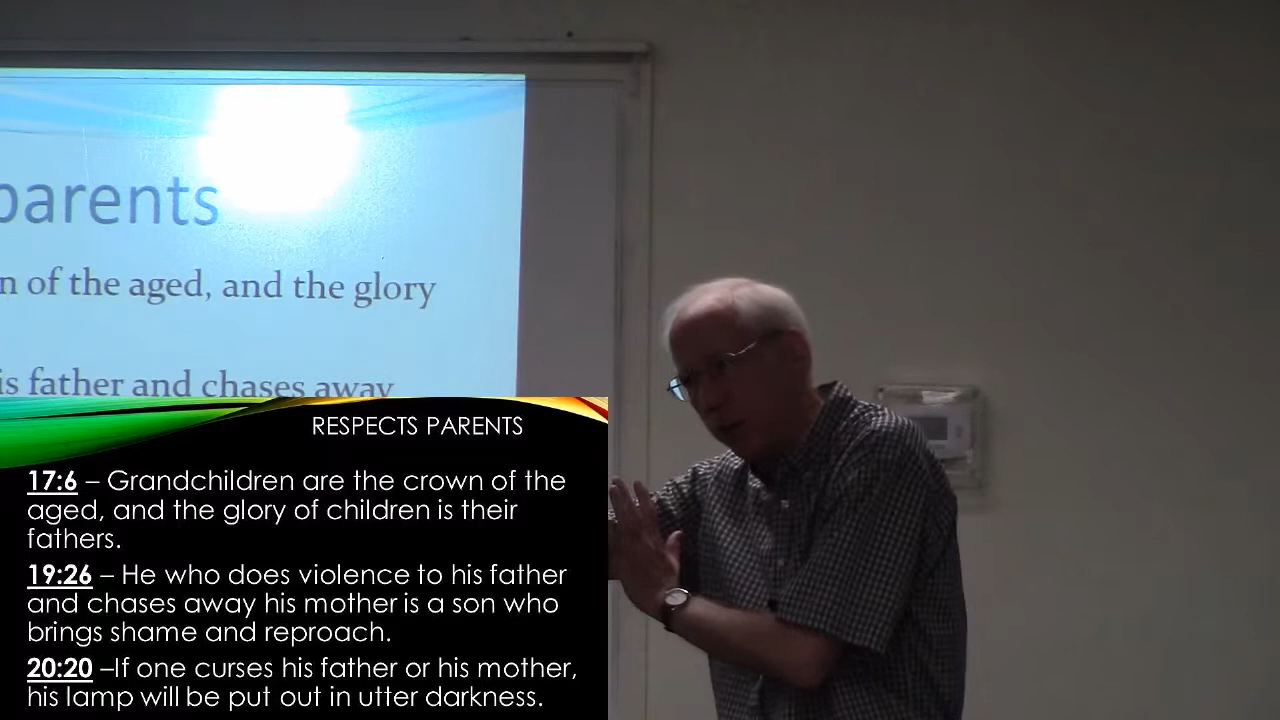 parents
n of the aged, and the glory
is father and chases away
RESPECTS PARENTS
17:6 – Grandchildren are the crown of the
aged, and the glory of children is their
fathers.
19:26 – He who does violence to his father
and chases away his mother is a son who
brings shame and reproach.
20:20 –If one curses his father or his mother,
his lamp will be put out in utter darkness.